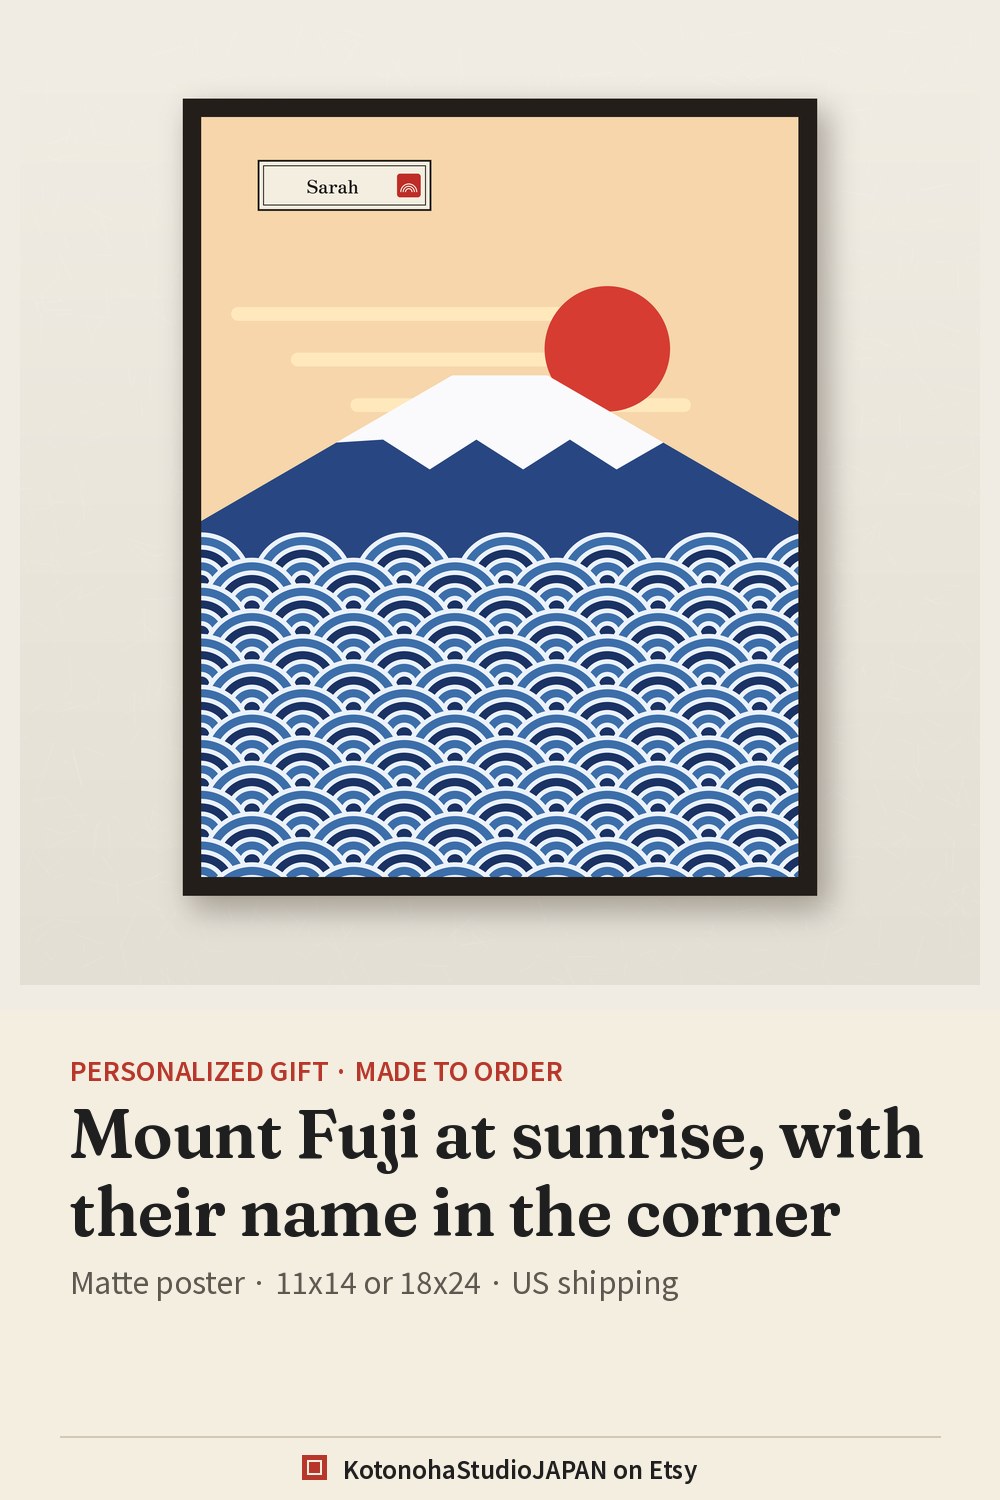 Sarah
PERSONALIZED GIFT · MADE TO ORDER
Mount Fuji at sunrise, with
their name in the corner
Matte poster · 11x14 or 18x24 · US shipping
KotonohaStudioJAPAN on Etsy